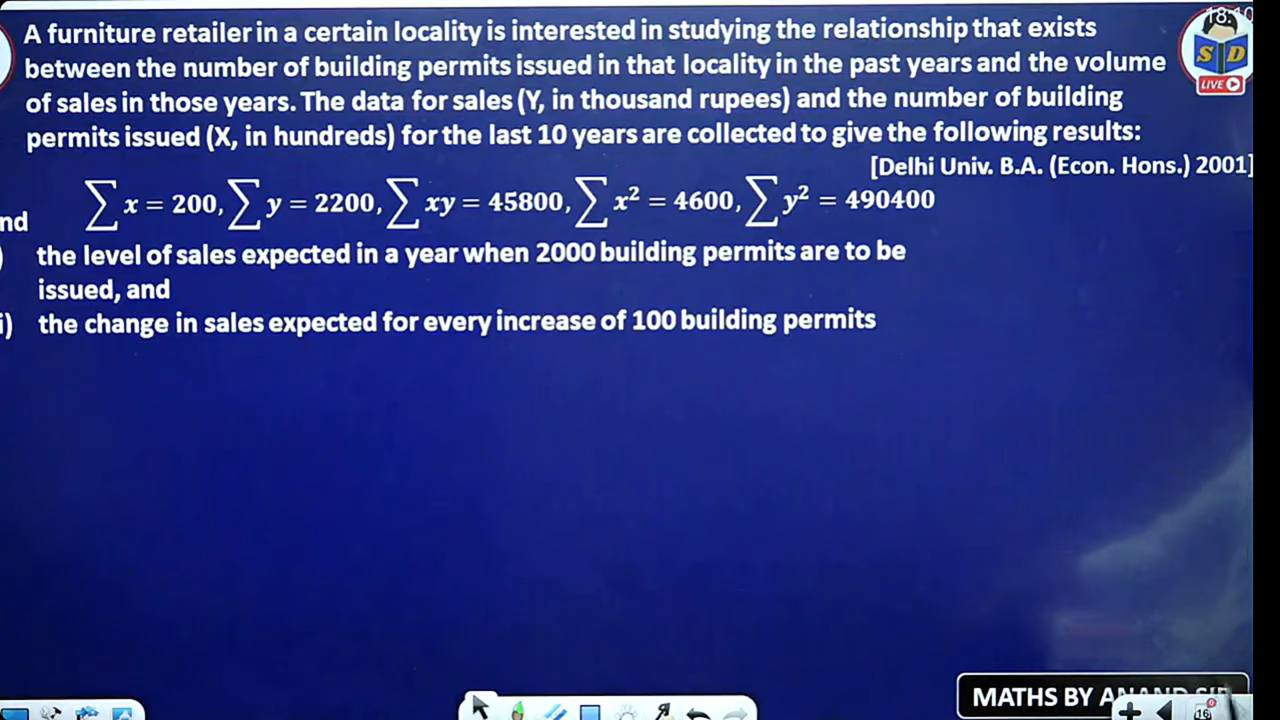 18:10
A furniture retailer in a certain locality is interested in studying the relationship that exists
between the number of building permits issued in that locality in the past years and the volume
of sales in those years. The data for sales (Y, in thousand rupees) and the number of building
permits issued (X, in hundreds) for the last 10 years are collected to give the following results:
S D
LIVE
[Delhi Univ. B.A. (Econ. Hons.) 2001]
∑ x = 200, ∑ y = 2200, ∑ xy = 45800, ∑ x² = 4600, ∑ y² = 490400
nd
) the level of sales expected in a year when 2000 building permits are to be
issued, and
i) the change in sales expected for every increase of 100 building permits
MATHS BY ANAND SIR
16